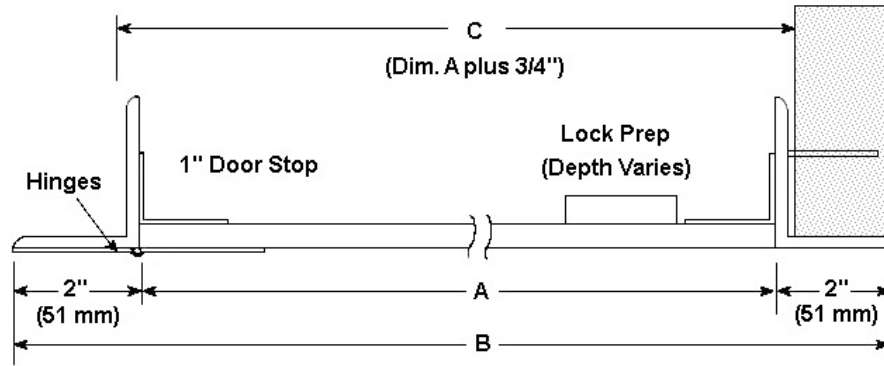 C
(Dim. A plus 3/4")
Lock Prep
(Depth Varies)
1" Door Stop
Hinges
2"
(51 mm)
A
2"
(51 mm)
B